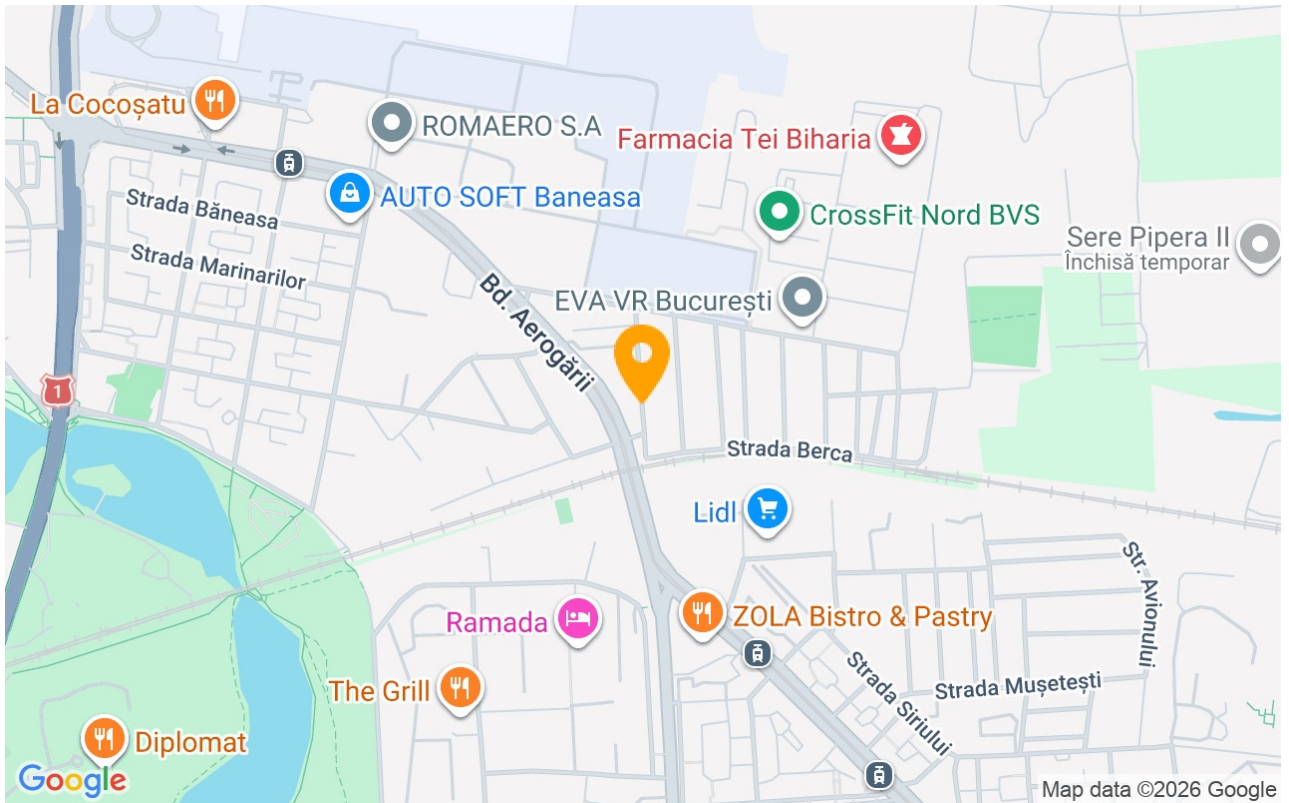 La Cocoșatu
ROMAERO S.A
Farmacia Tei Biharia
AUTO SOFT Baneasa
Strada Băneasa
CrossFit Nord BVS
Sere Pipera II
Închisă temporar
Strada Marinarilor
EVA VR București
Bd. Aerogării
1
Strada Berca
Lidl
Str. Avionului
Ramada
ZOLA Bistro & Pastry
The Grill
Strada Mușetești
Strada Siriului
Diplomat
Google
Map data ©2026 Google